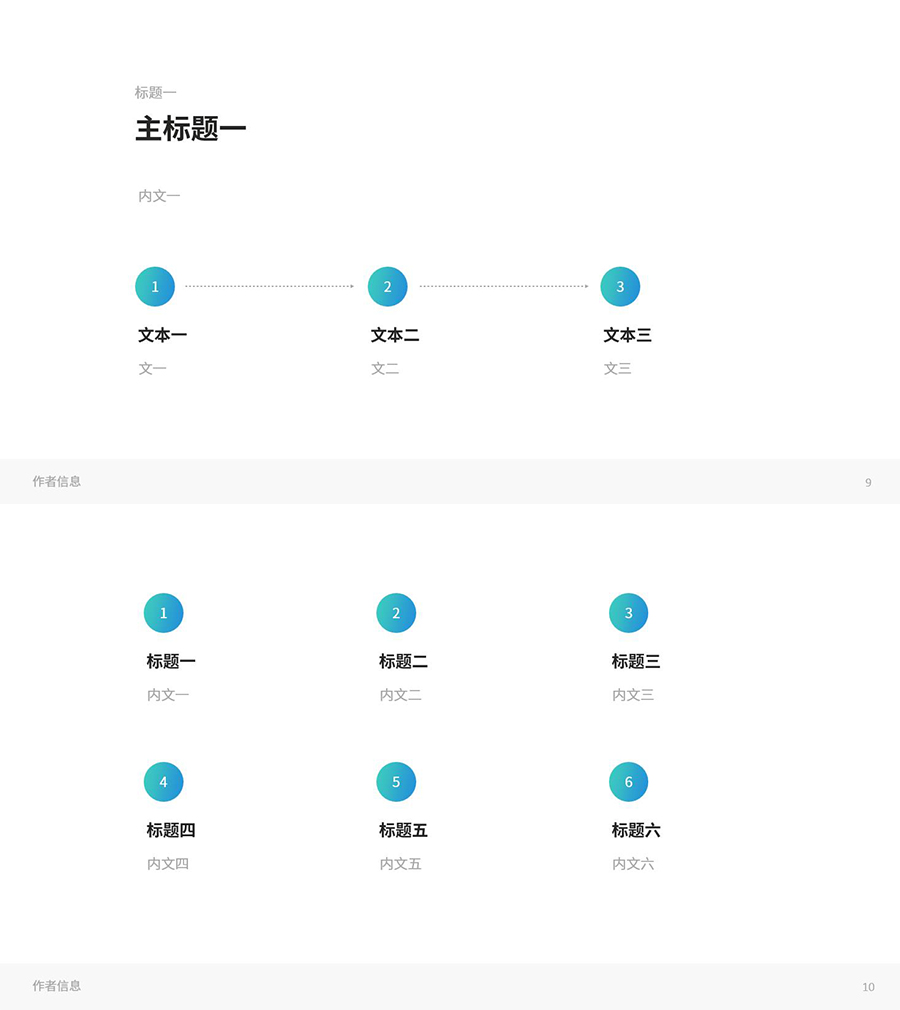 标题一
主标题一
内文一
1 2 3
文本一 文本二 文本三
文一 文二 文三
作者信息 9
1 2 3
标题一 标题二 标题三
内文一 内文二 内文三
4 5 6
标题四 标题五 标题六
内文四 内文五 内文六
作者信息 10